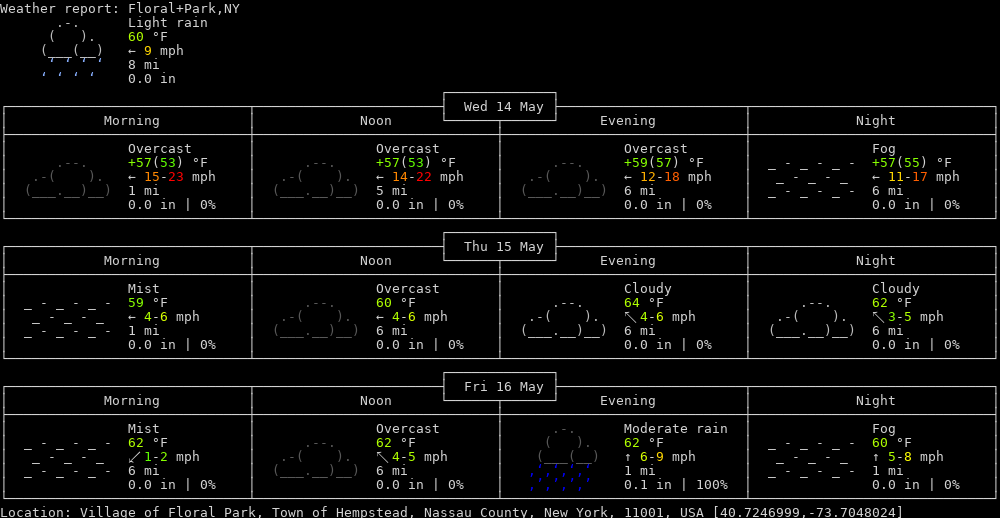 Weather report: Floral+Park,NY
Light rain
60 °F
← 9 mph
8 mi
0.0 in
Wed 14 May
Morning Noon Evening Night
Overcast Overcast Overcast Fog
+57(53) °F +57(53) °F +59(57) °F +57(55) °F
← 15-23 mph ← 14-22 mph ← 12-18 mph ← 11-17 mph
1 mi 5 mi 6 mi 6 mi
0.0 in | 0% 0.0 in | 0% 0.0 in | 0% 0.0 in | 0%
Thu 15 May
Morning Noon Evening Night
Mist Overcast Cloudy Cloudy
59 °F 60 °F 64 °F 62 °F
← 4-6 mph ← 4-6 mph ↖ 4-6 mph ↖ 3-5 mph
1 mi 6 mi 6 mi 6 mi
0.0 in | 0% 0.0 in | 0% 0.0 in | 0% 0.0 in | 0%
Fri 16 May
Morning Noon Evening Night
Mist Overcast Moderate rain Fog
62 °F 62 °F 62 °F 60 °F
↙ 1-2 mph ↖ 4-5 mph ↑ 6-9 mph ↑ 5-8 mph
6 mi 6 mi 1 mi 1 mi
0.0 in | 0% 0.0 in | 0% 0.1 in | 100% 0.0 in | 0%
Location: Village of Floral Park, Town of Hempstead, Nassau County, New York, 11001, USA [40.7246999,-73.7048024]